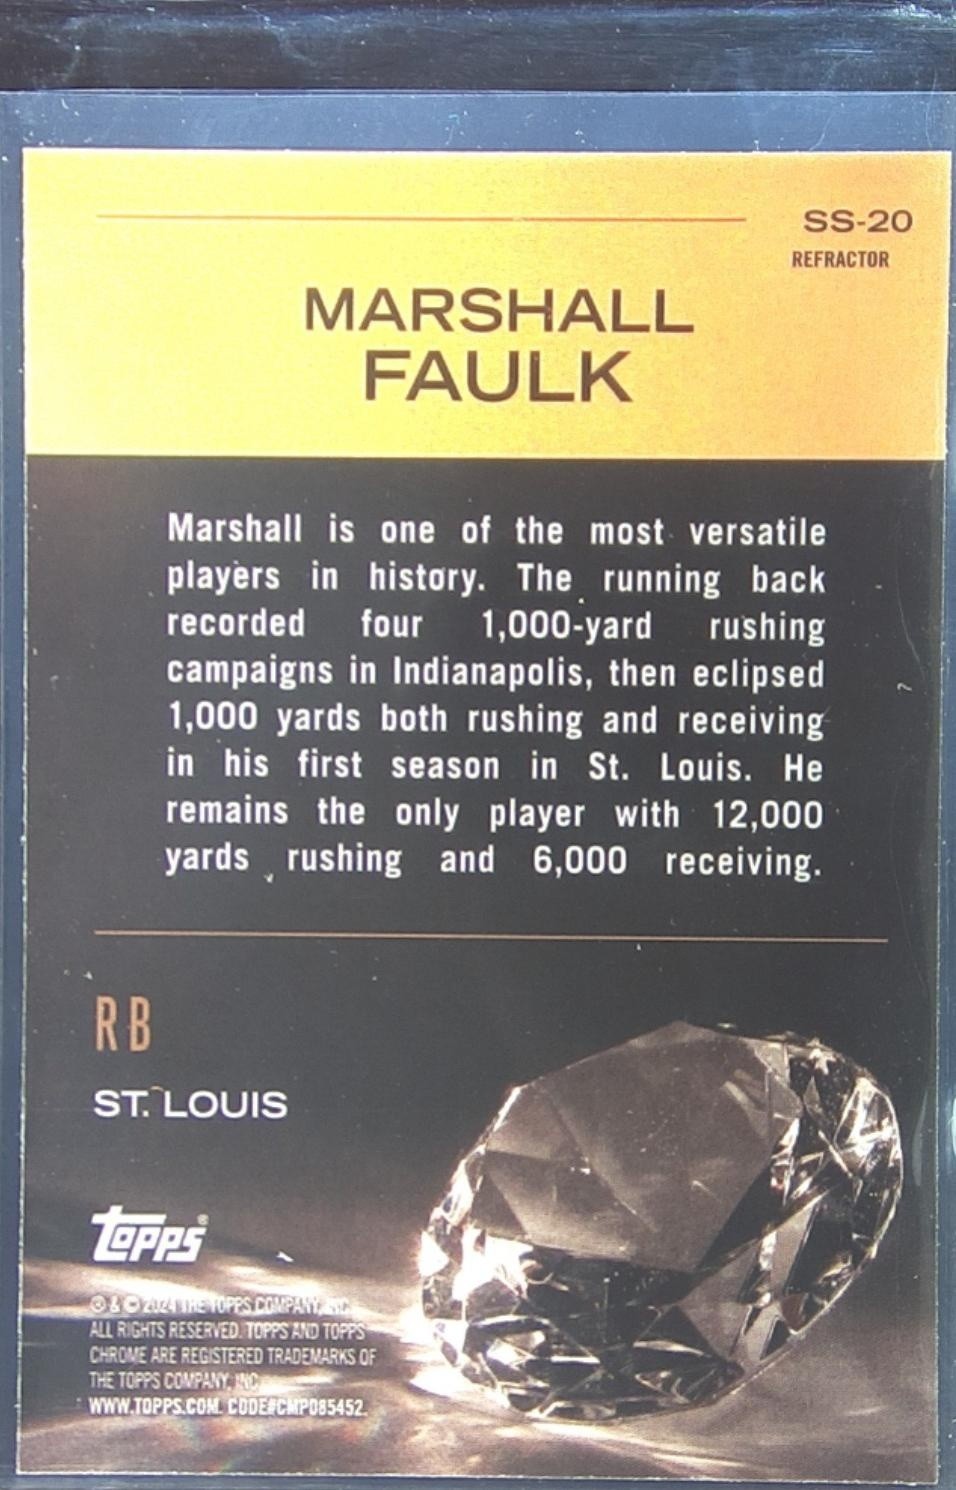 SS-20
REFRACTOR
MARSHALL
FAULK
Marshall is one of the most versatile
players in history. The running back
recorded four 1,000-yard rushing
campaigns in Indianapolis, then eclipsed
1,000 yards both rushing and receiving
in his first season in St. Louis. He
remains the only player with 12,000
yards rushing and 6,000 receiving.
RB
ST. LOUIS
TOPPS®
® & © 2024 THE TOPPS COMPANY, INC.
ALL RIGHTS RESERVED. TOPPS AND TOPPS
CHROME ARE REGISTERED TRADEMARKS OF
THE TOPPS COMPANY, INC.
WWW.TOPPS.COM. CODE#CMP085452.